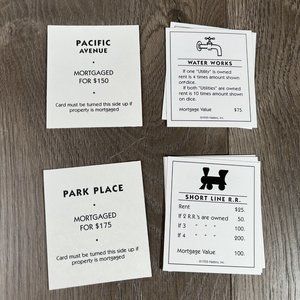 PACIFIC
AVENUE
•
MORTGAGED
FOR $150
•
Card must be turned this side up if
property is mortgaged
WATER WORKS
If one "Utility" is owned
rent is 4 times amount shown
on dice.
If both "Utilities" are owned
rent is 10 times amount shown
on dice.
Mortgage Value $75.
PARK PLACE
•
MORTGAGED
FOR $175
•
Card must be turned this side up if
property is mortgaged
SHORT LINE R.R.
Rent $25.
If 2 R.R.'s are owned 50.
If 3 " " " 100.
If 4 " " " 200.
Mortgage Value 100.